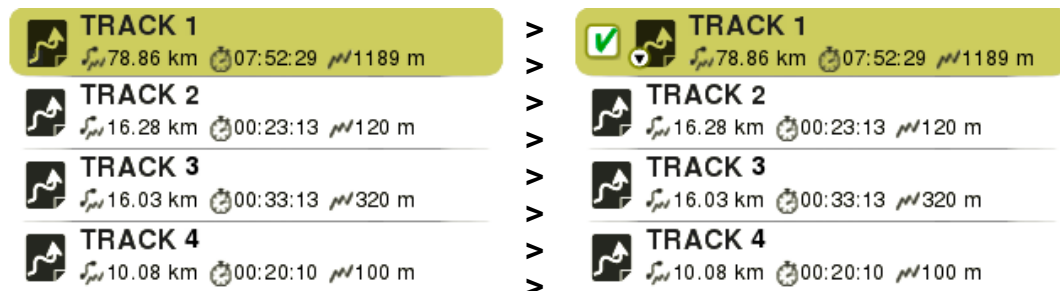 TRACK 1
78.86 km 07:52:29 1189 m
TRACK 2
16.28 km 00:23:13 120 m
TRACK 3
16.03 km 00:33:13 320 m
TRACK 4
10.08 km 00:20:10 100 m
>
>
>
>
>
>
>
>
TRACK 1
78.86 km 07:52:29 1189 m
TRACK 2
16.28 km 00:23:13 120 m
TRACK 3
16.03 km 00:33:13 320 m
TRACK 4
10.08 km 00:20:10 100 m